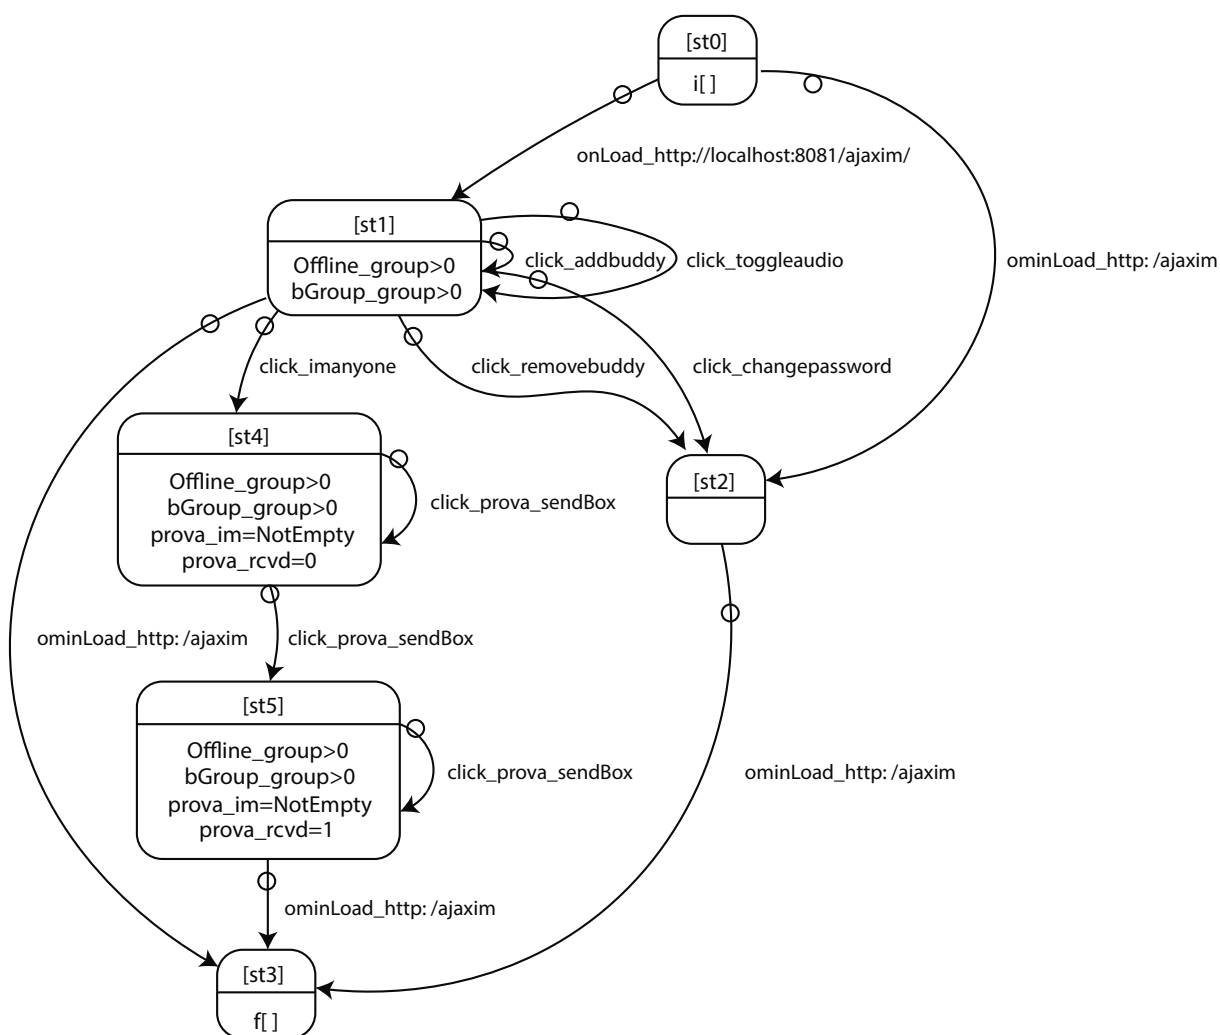 [st0]
i[ ]
onLoad_http://localhost:8081/ajaxim/
[st1]
Offline_group>0
bGroup_group>0
click_addbuddy
click_toggleaudio
ominLoad_http: /ajaxim
click_imanyone
click_removebuddy
click_changepassword
[st4]
Offline_group>0
bGroup_group>0
prova_im=NotEmpty
prova_rcvd=0
click_prova_sendBox
[st2]
ominLoad_http: /ajaxim
click_prova_sendBox
[st5]
Offline_group>0
bGroup_group>0
prova_im=NotEmpty
prova_rcvd=1
click_prova_sendBox
ominLoad_http: /ajaxim
ominLoad_http: /ajaxim
[st3]
f[ ]